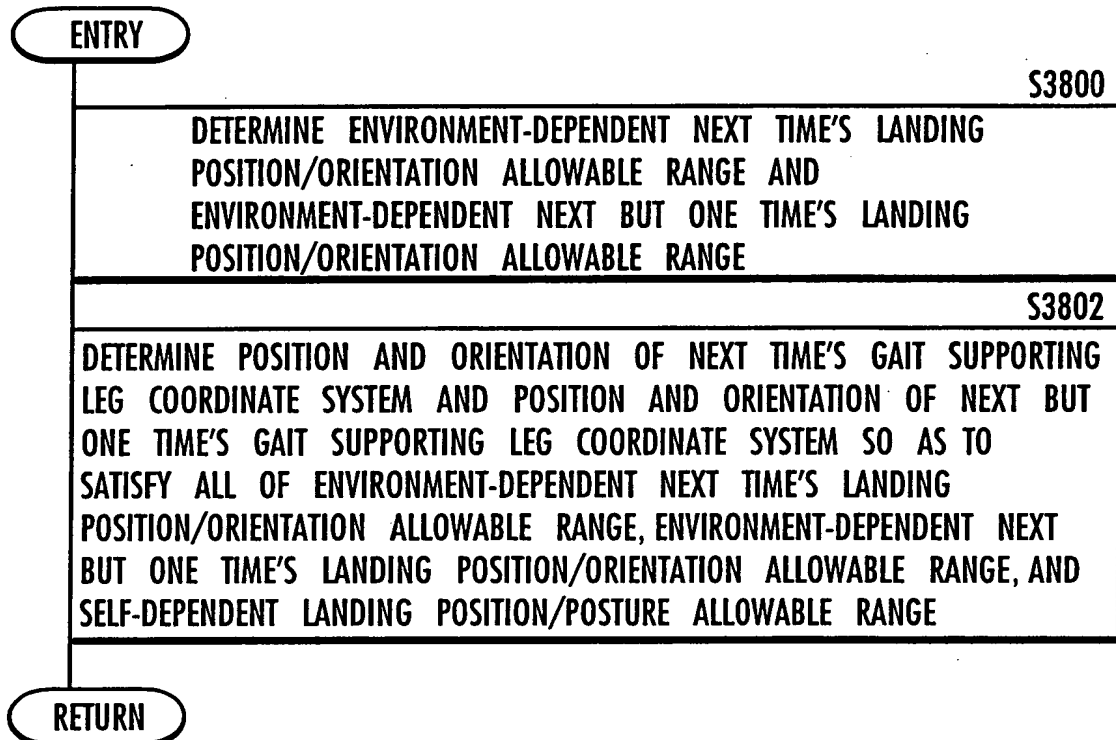 ENTRY
S3800
DETERMINE ENVIRONMENT-DEPENDENT NEXT TIME'S LANDING
POSITION/ORIENTATION ALLOWABLE RANGE AND
ENVIRONMENT-DEPENDENT NEXT BUT ONE TIME'S LANDING
POSITION/ORIENTATION ALLOWABLE RANGE
S3802
DETERMINE POSITION AND ORIENTATION OF NEXT TIME'S GAIT SUPPORTING
LEG COORDINATE SYSTEM AND POSITION AND ORIENTATION OF NEXT BUT
ONE TIME'S GAIT SUPPORTING LEG COORDINATE SYSTEM SO AS TO
SATISFY ALL OF ENVIRONMENT-DEPENDENT NEXT TIME'S LANDING
POSITION/ORIENTATION ALLOWABLE RANGE, ENVIRONMENT-DEPENDENT NEXT
BUT ONE TIME'S LANDING POSITION/ORIENTATION ALLOWABLE RANGE, AND
SELF-DEPENDENT LANDING POSITION/POSTURE ALLOWABLE RANGE
RETURN